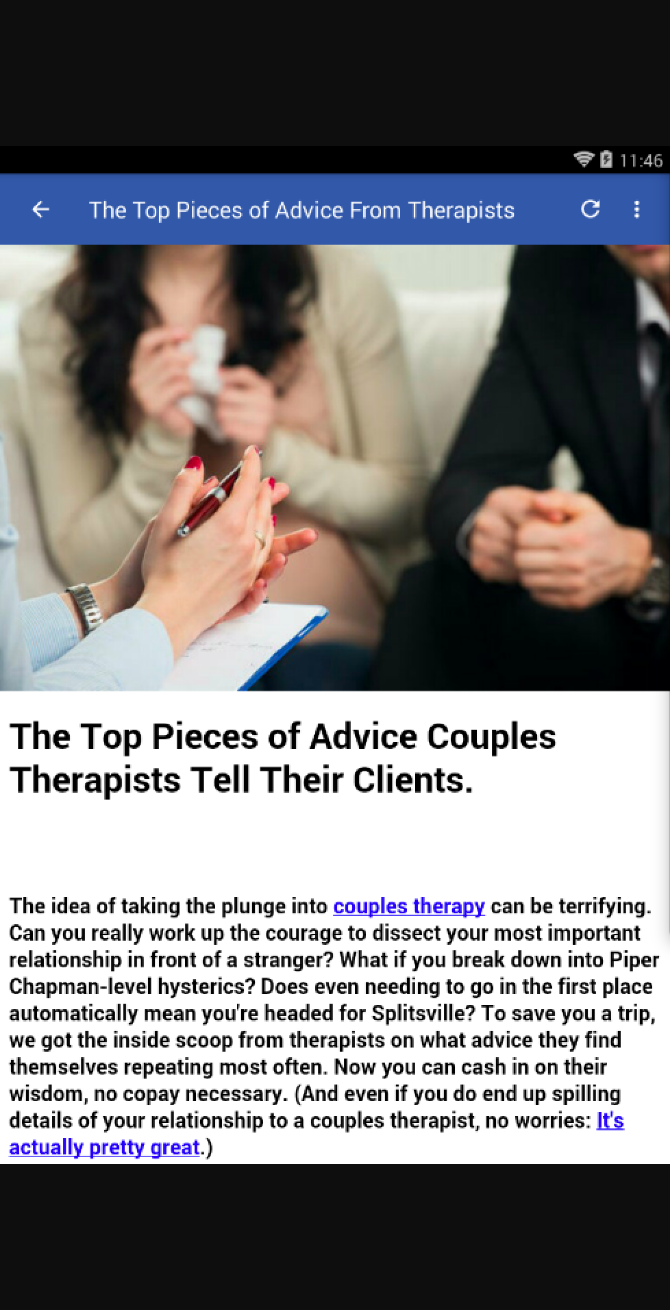 11:46
The Top Pieces of Advice From Therapists
The Top Pieces of Advice Couples
Therapists Tell Their Clients.
The idea of taking the plunge into couples therapy can be terrifying.
Can you really work up the courage to dissect your most important
relationship in front of a stranger? What if you break down into Piper
Chapman-level hysterics? Does even needing to go in the first place
automatically mean you're headed for Splitsville? To save you a trip,
we got the inside scoop from therapists on what advice they find
themselves repeating most often. Now you can cash in on their
wisdom, no copay necessary. (And even if you do end up spilling
details of your relationship to a couples therapist, no worries: It's
actually pretty great.)